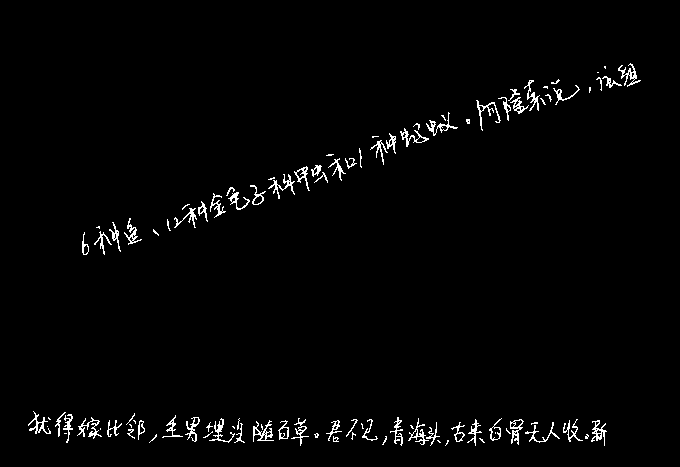 6种鱼、12种金龟子科甲虫和21种蚂蚁。阿隆索说，该组
犹得嫁比邻，生男埋没随百草。君不见，青海头，古来白骨无人收。新